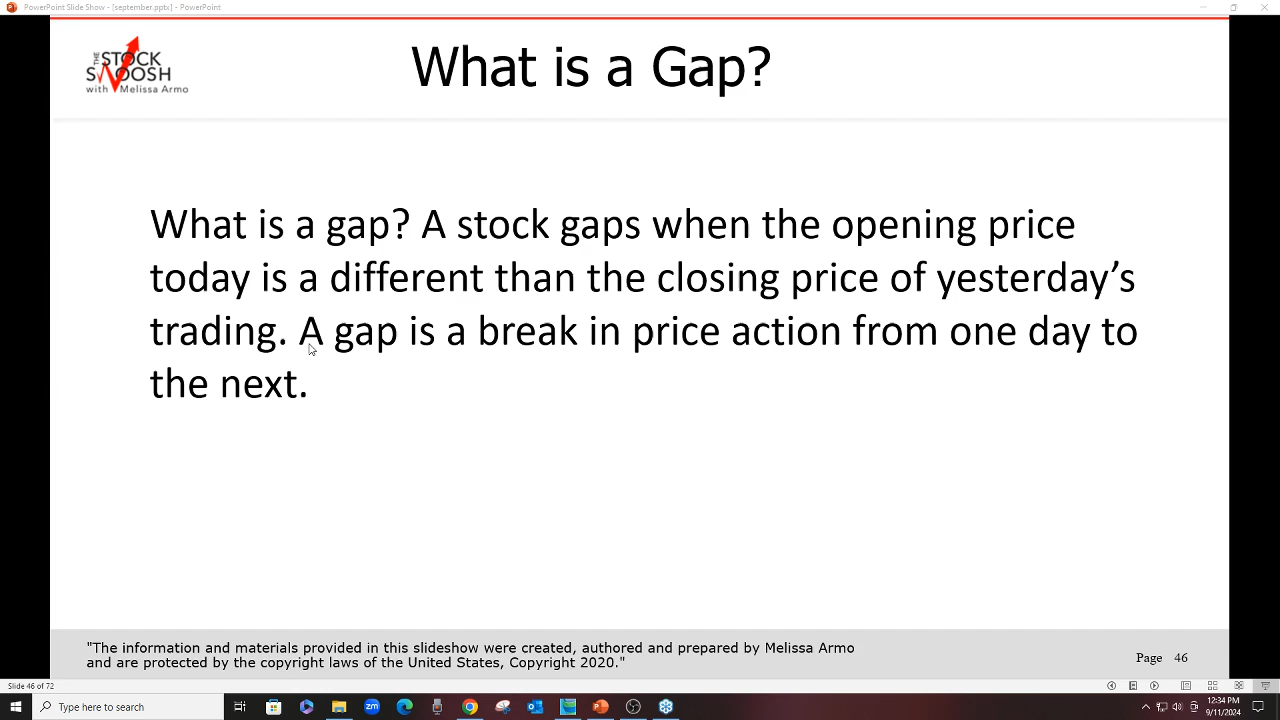 PowerPoint Slide Show - [september.pptx] - PowerPoint
THE STOCK
SWOOSH
with Melissa Armo
What is a Gap?
What is a gap? A stock gaps when the opening price
today is a different than the closing price of yesterday’s
trading. A gap is a break in price action from one day to
the next.
"The information and materials provided in this slideshow were created, authored and prepared by Melissa Armo
and are protected by the copyright laws of the United States, Copyright 2020."
Page 46
Slide 46 of 72
Type here to search
zm
12:34 PM
9/11/2024